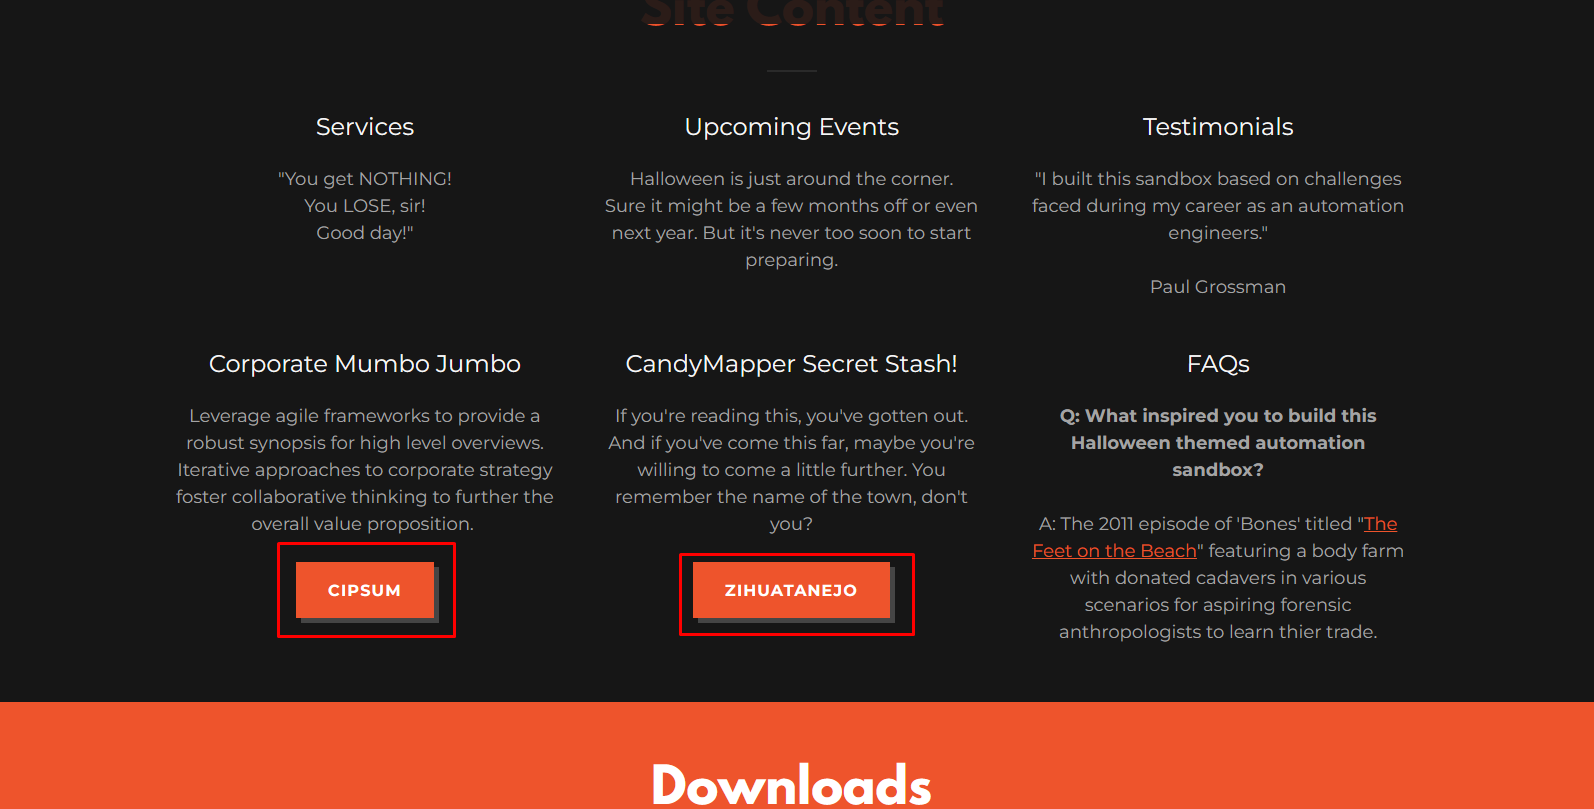 Site Content
Services
"You get NOTHING!
You LOSE, sir!
Good day!"
Upcoming Events
Halloween is just around the corner.
Sure it might be a few months off or even
next year. But it's never too soon to start
preparing.
Testimonials
"I built this sandbox based on challenges
faced during my career as an automation
engineers."
Paul Grossman
Corporate Mumbo Jumbo
Leverage agile frameworks to provide a
robust synopsis for high level overviews.
Iterative approaches to corporate strategy
foster collaborative thinking to further the
overall value proposition.
CIPSUM
CandyMapper Secret Stash!
If you're reading this, you've gotten out.
And if you've come this far, maybe you're
willing to come a little further. You
remember the name of the town, don't
you?
ZIHUATANEJO
FAQs
Q: What inspired you to build this
Halloween themed automation
sandbox?
A: The 2011 episode of 'Bones' titled "The
Feet on the Beach" featuring a body farm
with donated cadavers in various
scenarios for aspiring forensic
anthropologists to learn thier trade.
Downloads